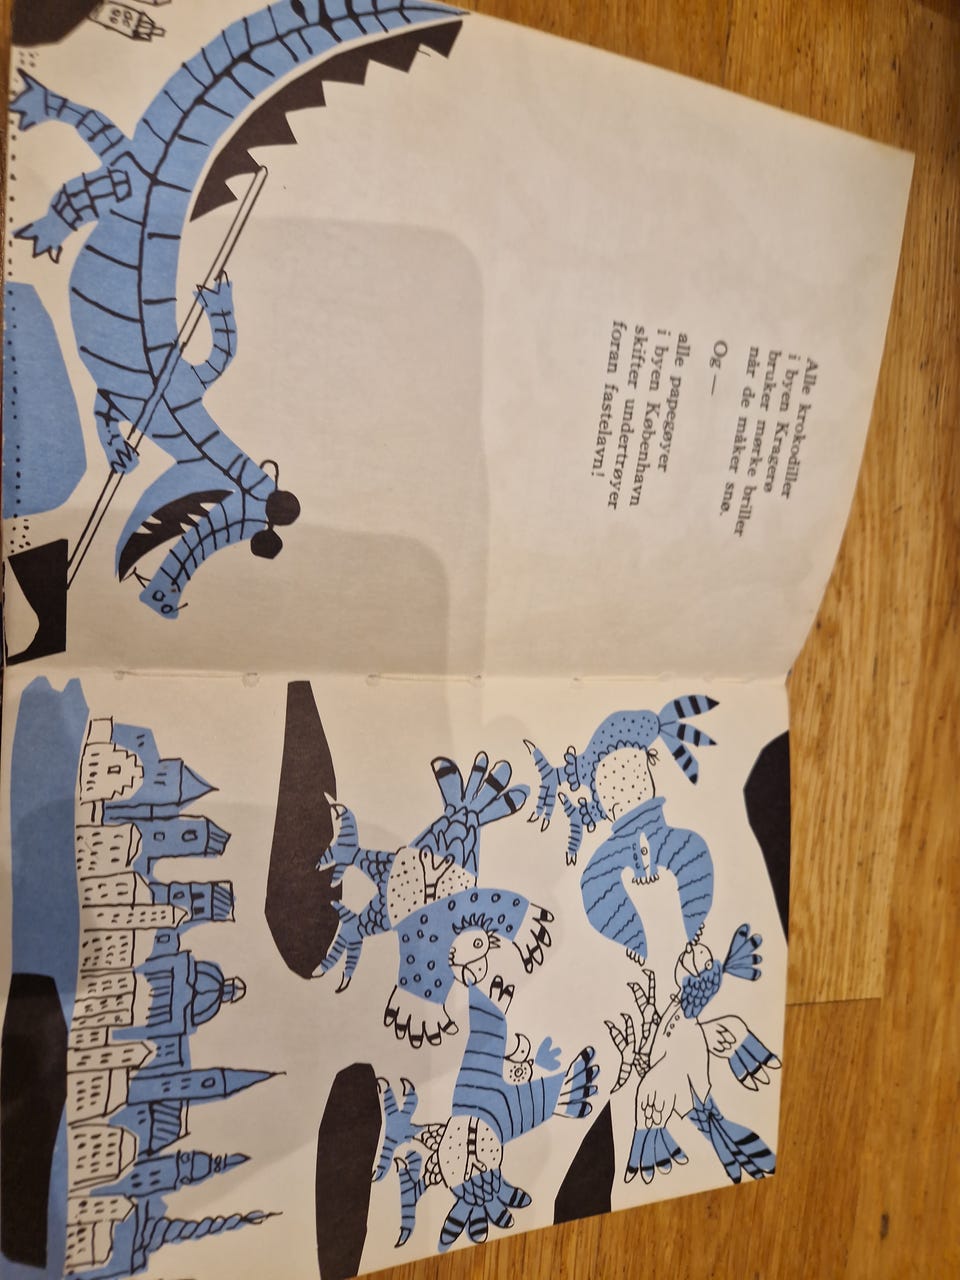 Alle krokodiller
i byen Kragerø
bruker mørke briller
når de måker snø.
Og —
alle papegøyer
i byen København
skifter undertrøyer
foran fastelavn!